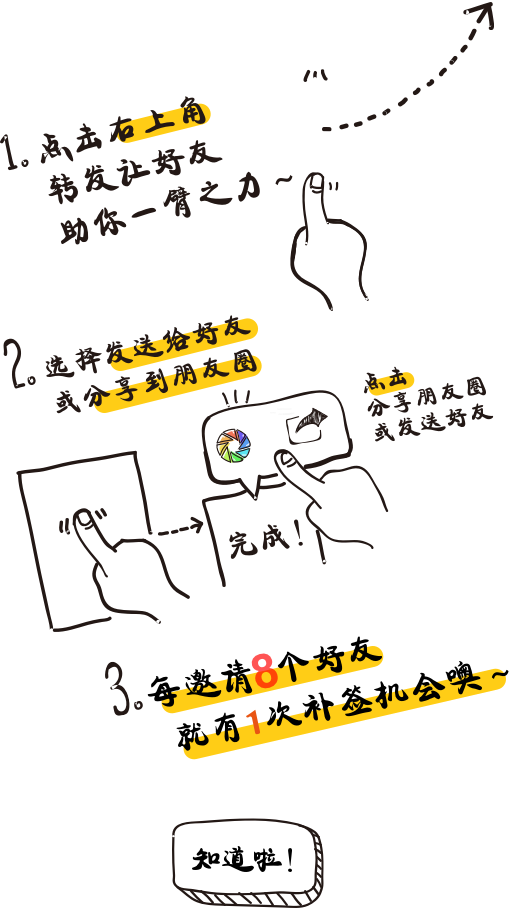 1。点击右上角
转发让好友
助你一臂之力~
2。选择发送给好友
或分享到朋友圈
点击
分享朋友圈
或发送好友
完成！
3。每邀请8个好友
就有1次补签机会噢~
知道啦！